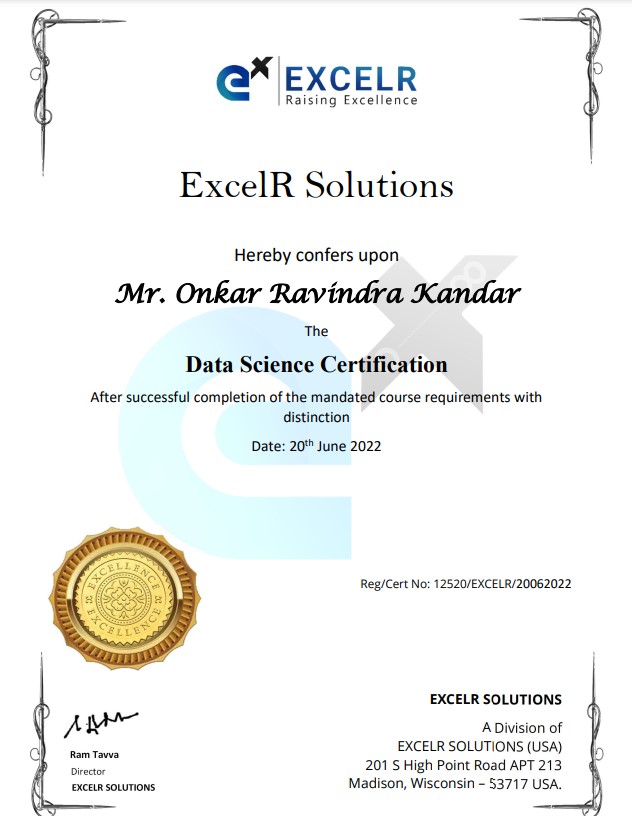 EXCELR
Raising Excellence
ExcelR Solutions
Hereby confers upon
Mr. Onkar Ravindra Kandar
The
Data Science Certification
After successful completion of the mandated course requirements with
distinction
Date: 20th June 2022
Reg/Cert No: 12520/EXCELR/20062022
EXCELLENCE
EXCELLENCE
Ram Tavva
Director
EXCELR SOLUTIONS
EXCELR SOLUTIONS
A Division of
EXCELR SOLUTIONS (USA)
201 S High Point Road APT 213
Madison, Wisconsin – S3717 USA.